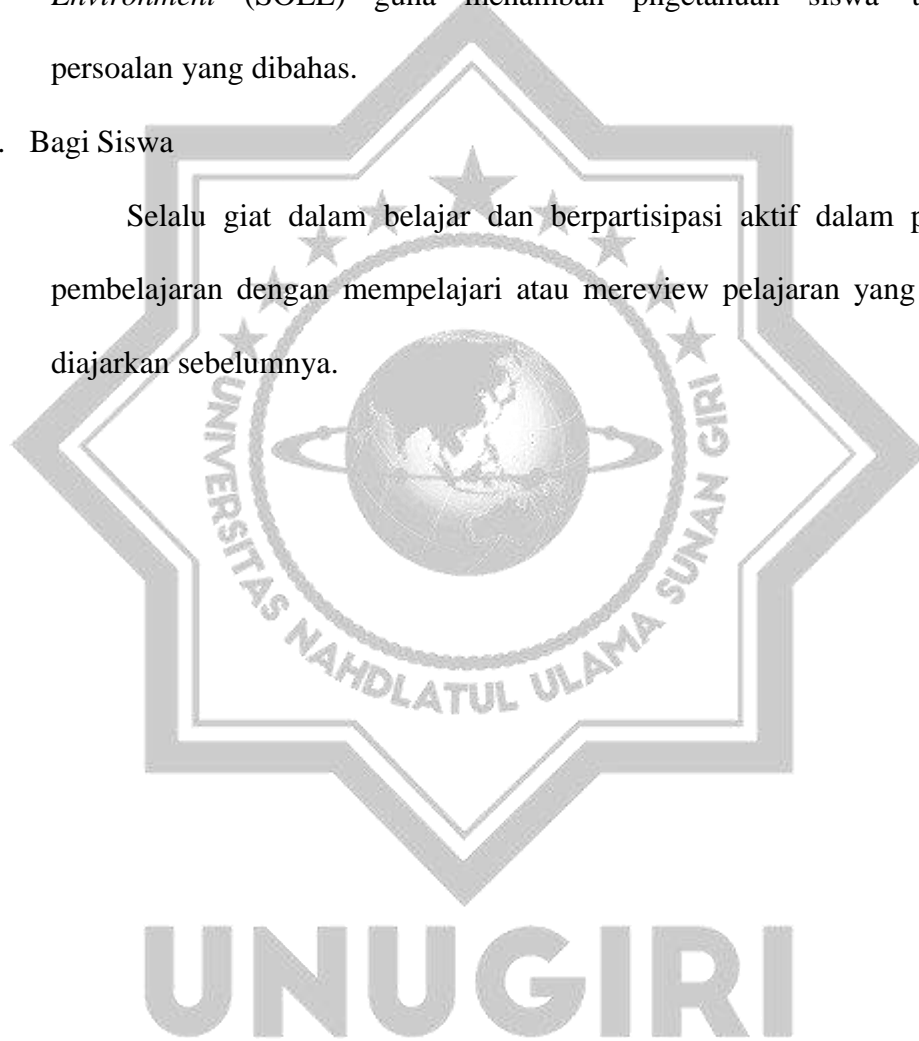 Environment (SOLE) guna menambah pngetahuan siswa
persoalan yang dibahas.
. Bagi Siswa
Selalu giat dalam belajar dan berpartisipasi aktif dalam p
pembelajaran dengan mempelajari atau mereview pelajaran yang
diajarkan sebelumnya.
UNIVERSITAS NAHDLATUL ULAMA SUNAN GIRI
UNUGIRI